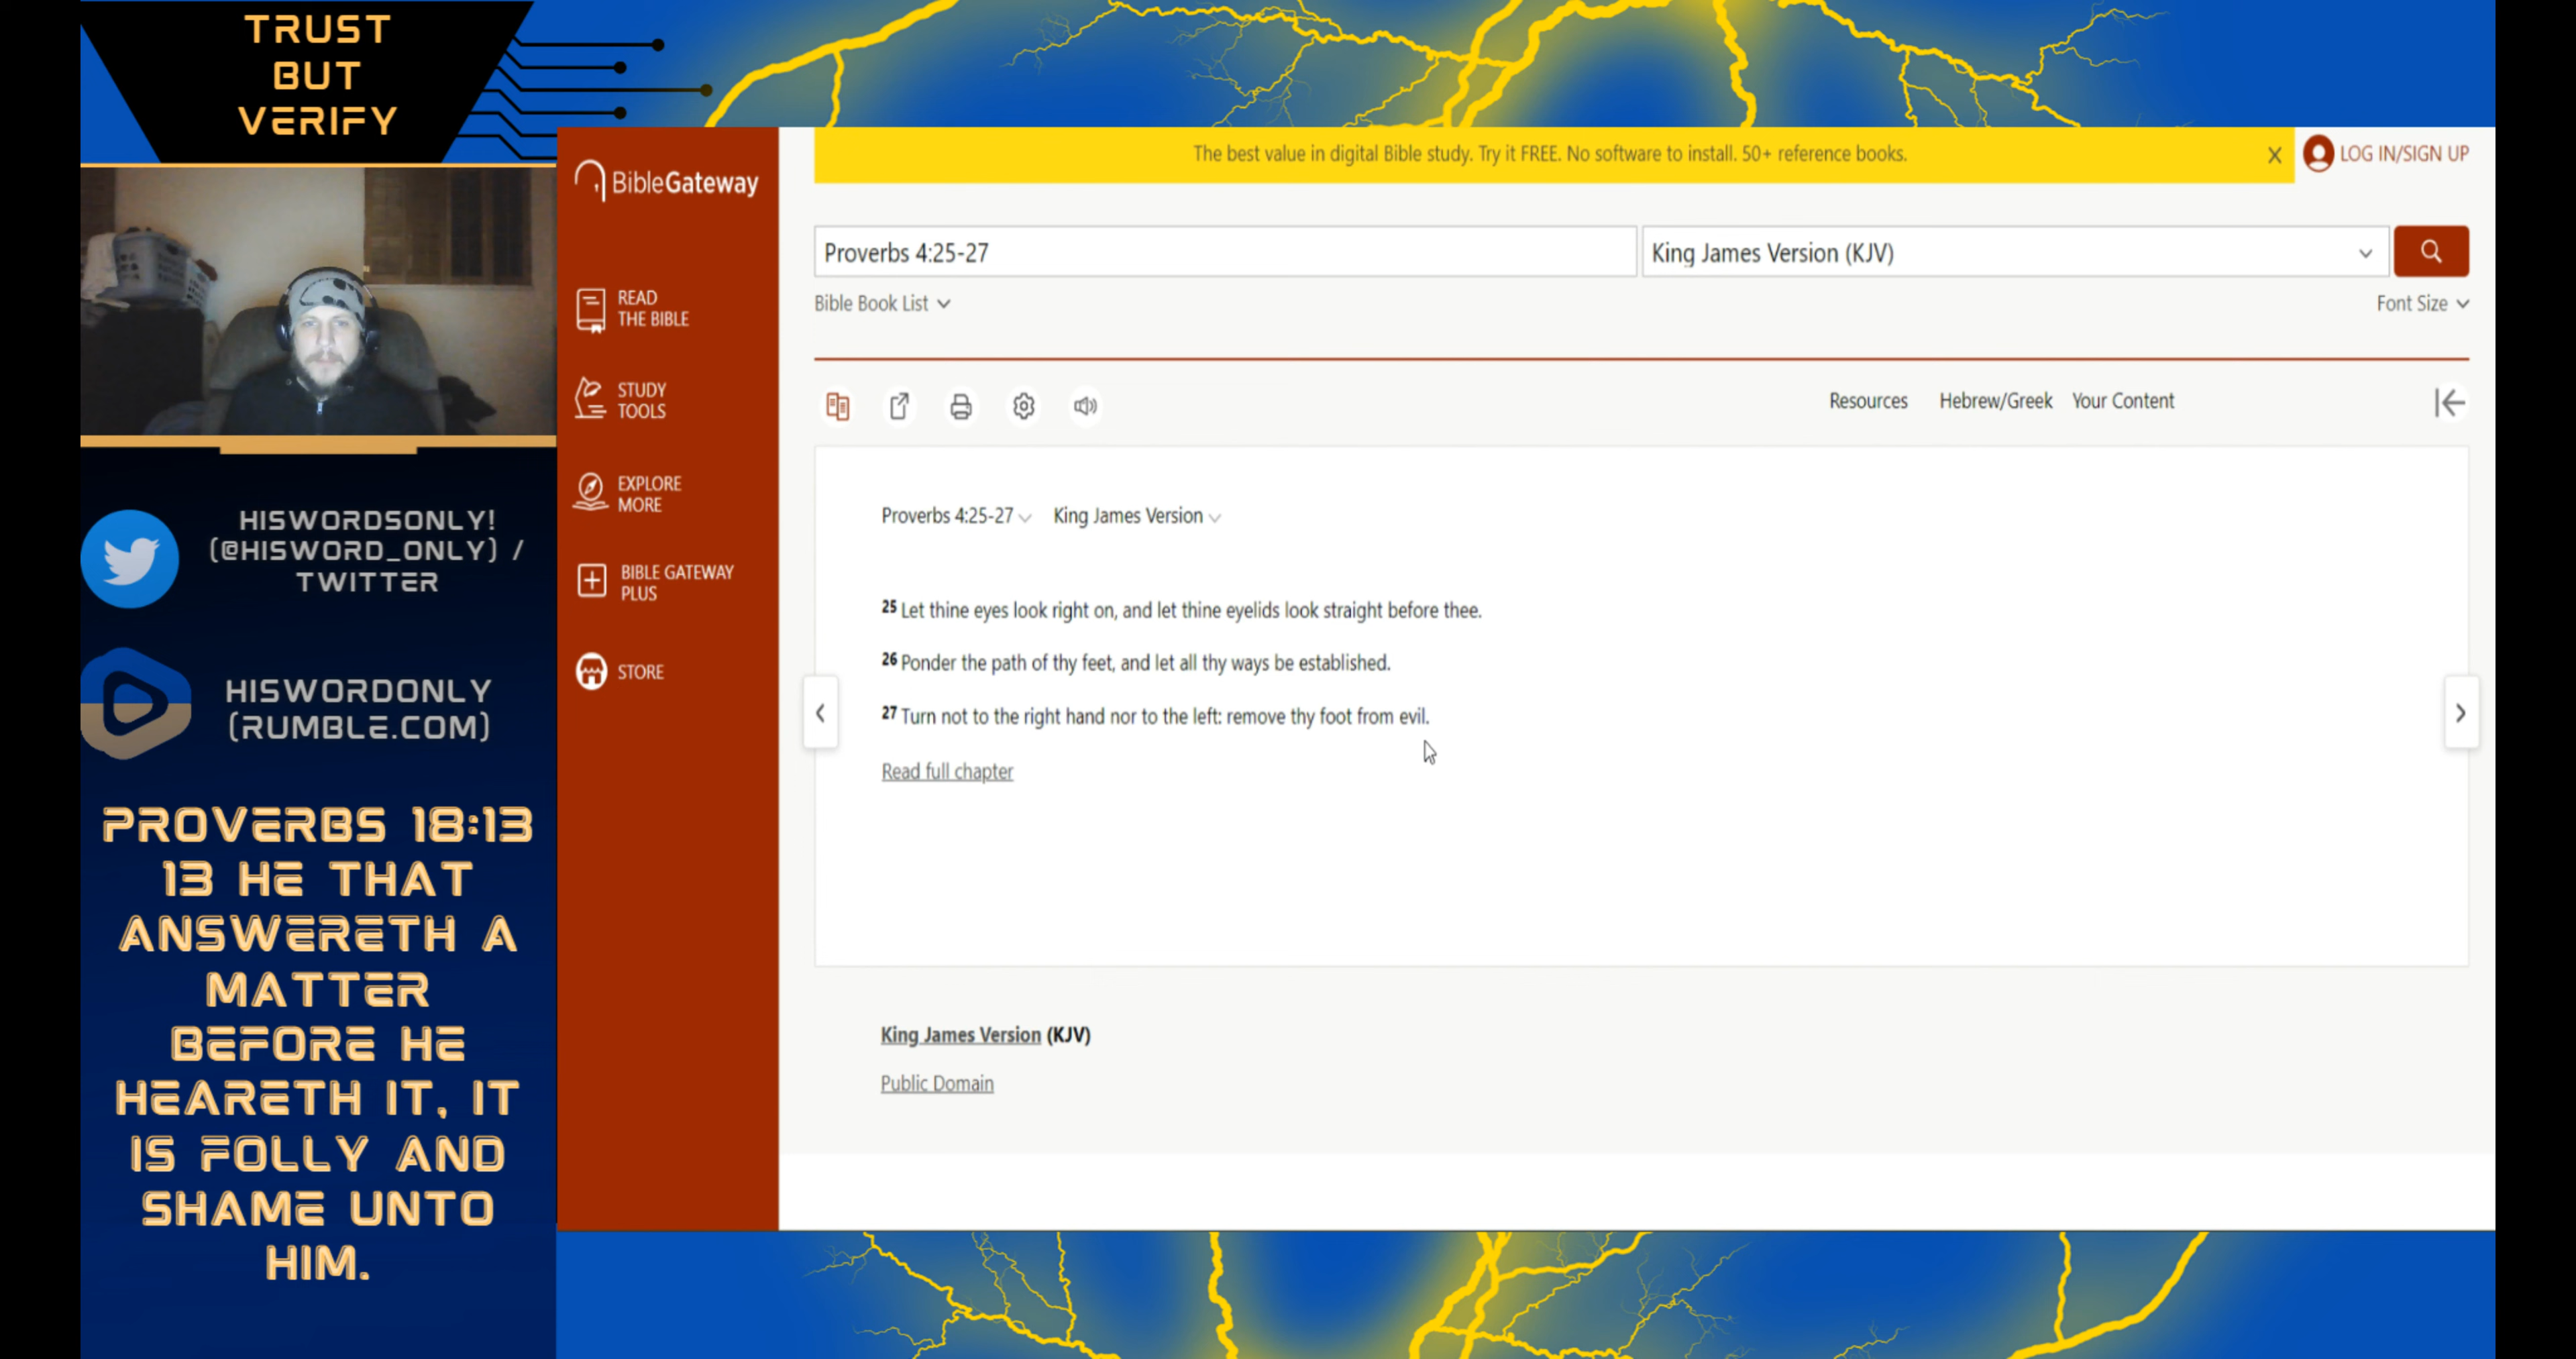 TRUST
BUT
VERIFY
HISWORDSONLY!
(@HISWORD_ONLY) /
TWITTER
HISWORDONLY
(RUMBLE.COM)
PROVERBS 18:13
13 HE THAT
ANSWERETH A
MATTER
BEFORE HE
HEARETH IT, IT
IS FOLLY AND
SHAME UNTO
HIM.
BibleGateway
READ
THE BIBLE
STUDY
TOOLS
EXPLORE
MORE
BIBLE GATEWAY
PLUS
STORE
The best value in digital Bible study. Try it FREE. No software to install. 50+ reference books.
X
LOG IN/SIGN UP
Proverbs 4:25-27
King James Version (KJV)
Bible Book List
Font Size
Resources Hebrew/Greek Your Content
Proverbs 4:25-27 King James Version
25 Let thine eyes look right on, and let thine eyelids look straight before thee.
26 Ponder the path of thy feet, and let all thy ways be established.
27 Turn not to the right hand nor to the left: remove thy foot from evil.
Read full chapter
King James Version (KJV)
Public Domain